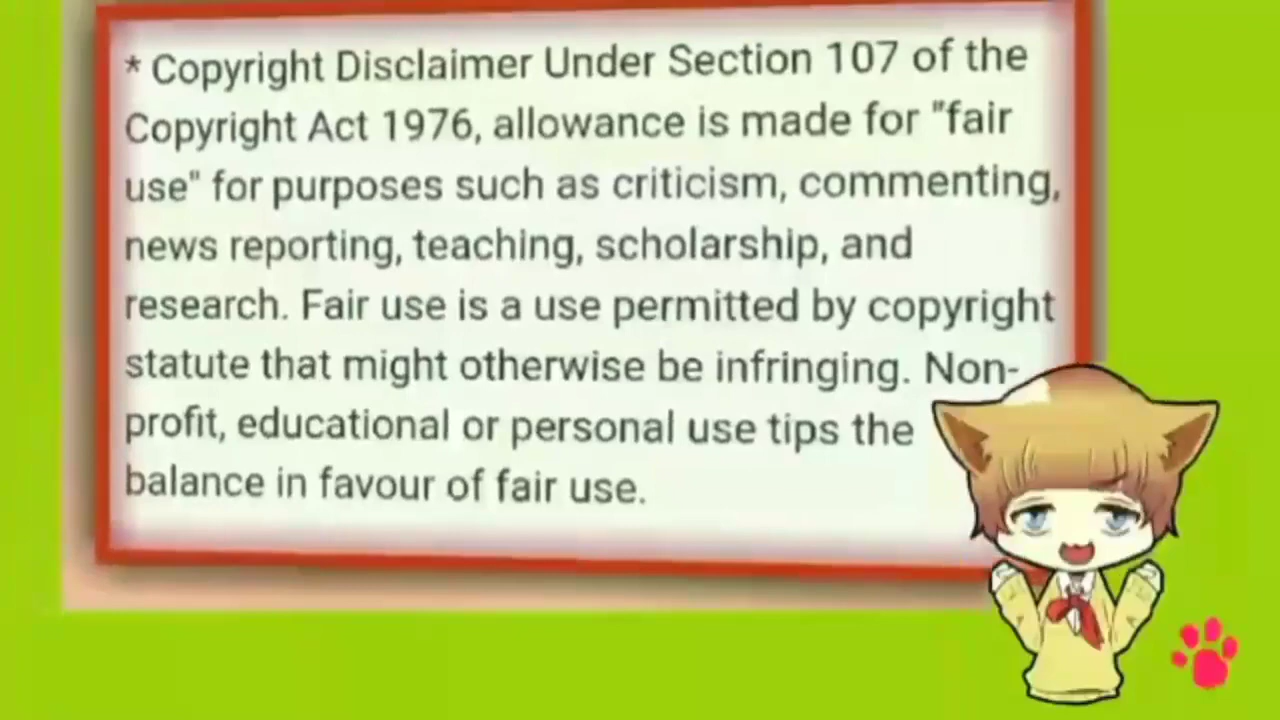 * Copyright Disclaimer Under Section 107 of the
Copyright Act 1976, allowance is made for "fair
use" for purposes such as criticism, commenting,
news reporting, teaching, scholarship, and
research. Fair use is a use permitted by copyright
statute that might otherwise be infringing. Non-
profit, educational or personal use tips the
balance in favour of fair use.